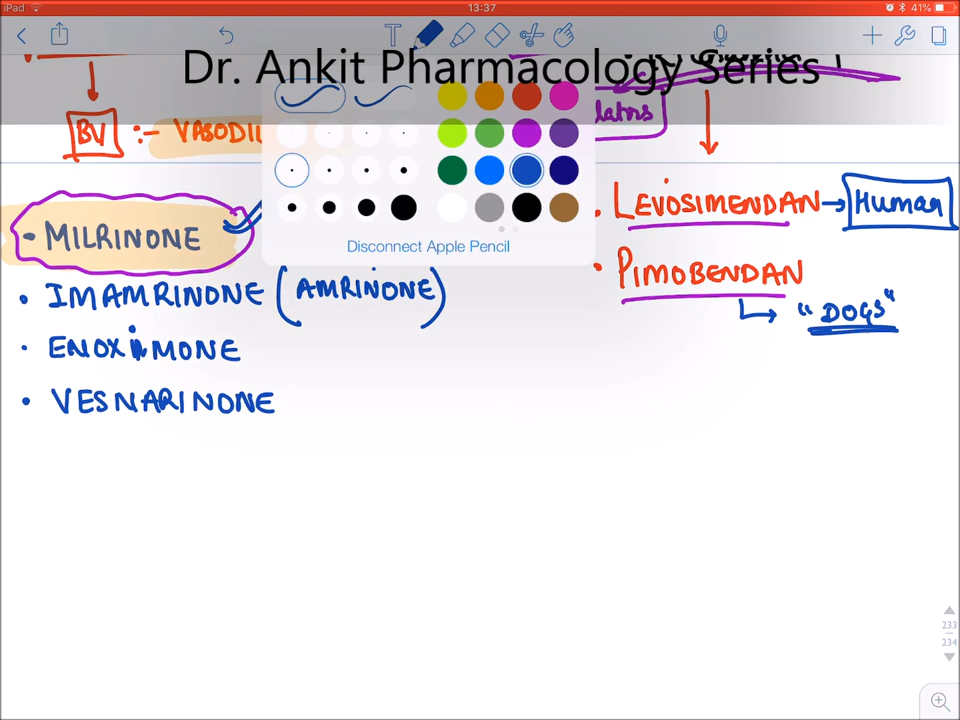 iPad 13:37 41%
T
Dr. Ankit Pharmacology Series
BV :- VASODIL
lators
• MILRINONE
• IMAMRINONE (AMRINONE)
• ENOXIMONE
• VESNARINONE
Disconnect Apple Pencil
• LEVOSIMENDAN → Human
• PIMOBENDAN
"DOGS"
233
234